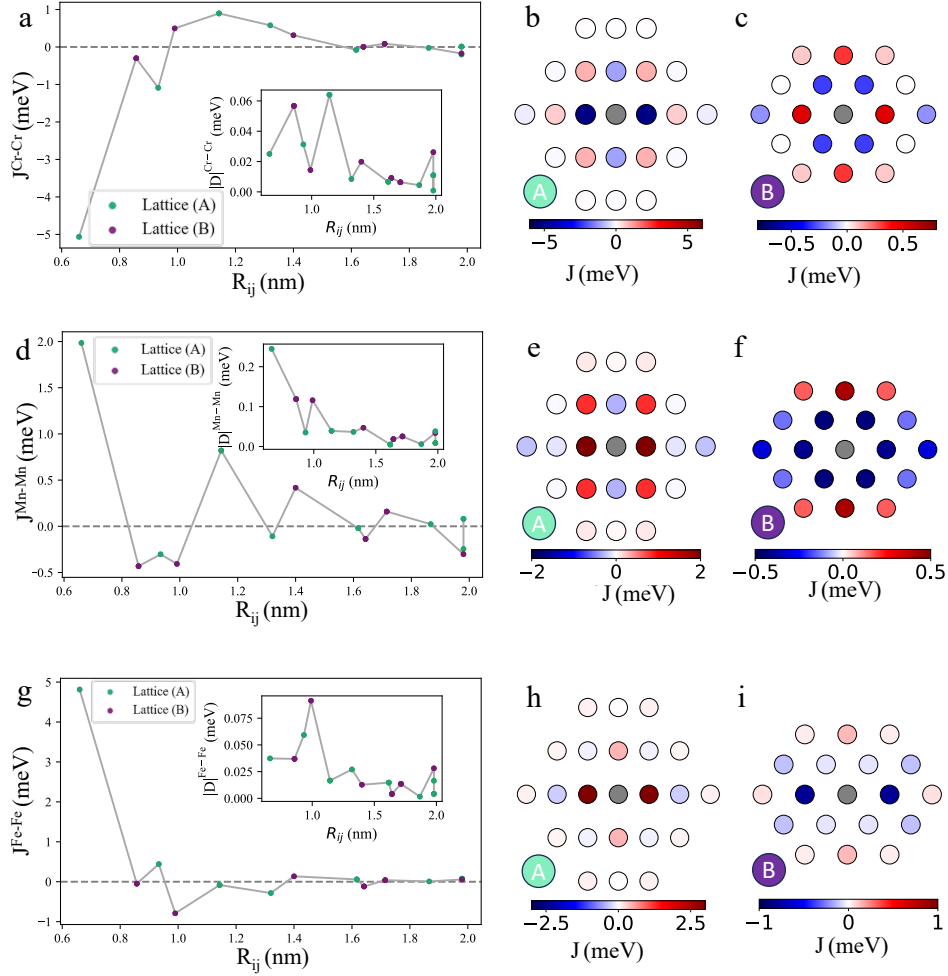 a
J^Cr-Cr (meV)
1
0
−1
−2
−3
−4
−5
0.6 0.8 1.0 1.2 1.4 1.6 1.8 2.0
R_ij (nm)
Lattice (A)
Lattice (B)
|D|^Cr−Cr (meV)
0.06
0.04
0.02
0.00
1.0 1.5 2.0
R_ij (nm)
b
A
−5 0 5
J (meV)
c
B
−0.5 0.0 0.5
J (meV)
d
J^Mn-Mn (meV)
2.0
1.5
1.0
0.5
0.0
−0.5
0.6 0.8 1.0 1.2 1.4 1.6 1.8 2.0
R_ij (nm)
Lattice (A)
Lattice (B)
|D|^Mn−Mn (meV)
0.2
0.1
0.0
1.0 1.5 2.0
R_ij (nm)
e
A
−2 0 2
J (meV)
f
B
−0.5 0.0 0.5
J (meV)
g
J^Fe-Fe (meV)
5
4
3
2
1
0
−1
0.6 0.8 1.0 1.2 1.4 1.6 1.8 2.0
R_ij (nm)
Lattice (A)
Lattice (B)
|D|^Fe−Fe (meV)
0.075
0.050
0.025
0.000
1.0 1.5 2.0
R_ij (nm)
h
A
−2.5 0.0 2.5
J (meV)
i
B
−1 0 1
J (meV)